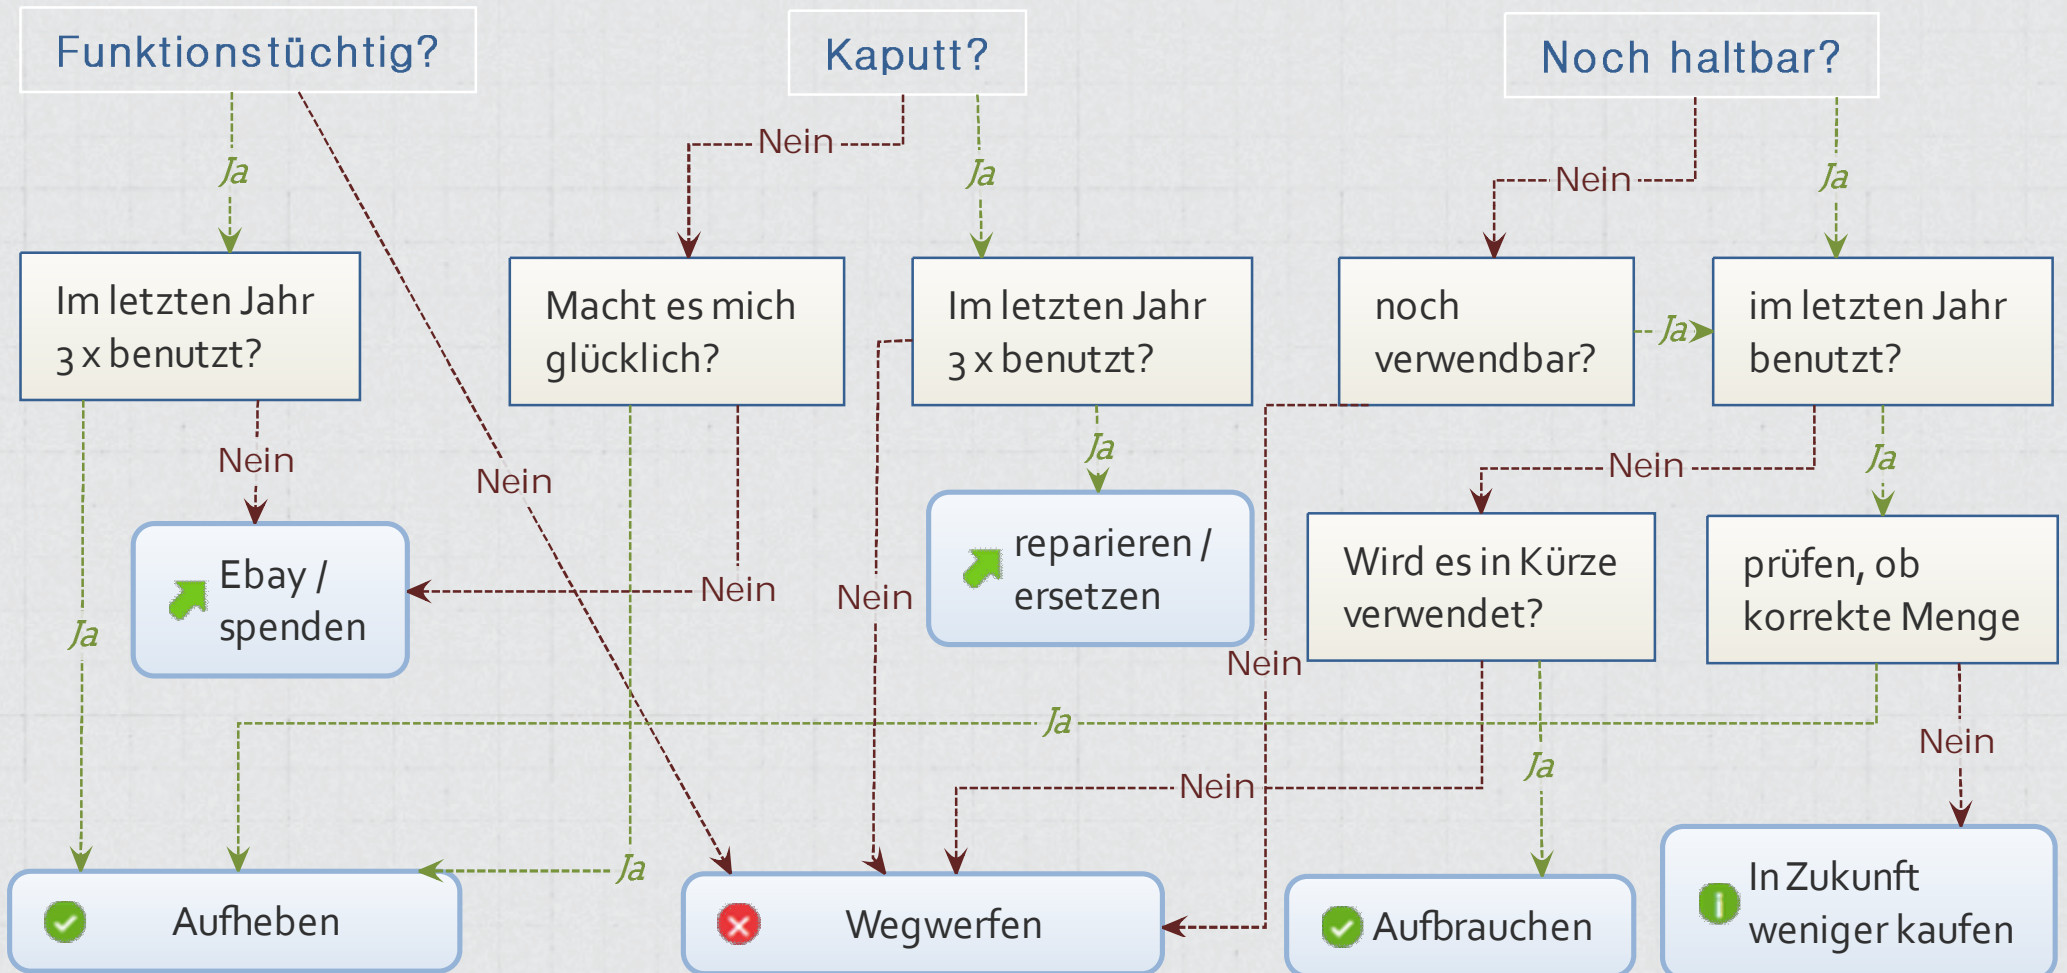 Funktionstüchtig?
Kaputt?
Noch haltbar?
Nein
Ja
Ja
Nein
Ja
Im letzten Jahr
3 x benutzt?
Macht es mich
glücklich?
Im letzten Jahr
3 x benutzt?
noch
verwendbar?
Ja
im letzten Jahr
benutzt?
Nein
Nein
Ja
Nein
Ja
Ebay /
spenden
Nein
Nein
reparieren /
ersetzen
Wird es in Kürze
verwendet?
prüfen, ob
korrekte Menge
Ja
Nein
Ja
Nein
Nein
Ja
Ja
Aufheben
Wegwerfen
Aufbrauchen
In Zukunft
weniger kaufen